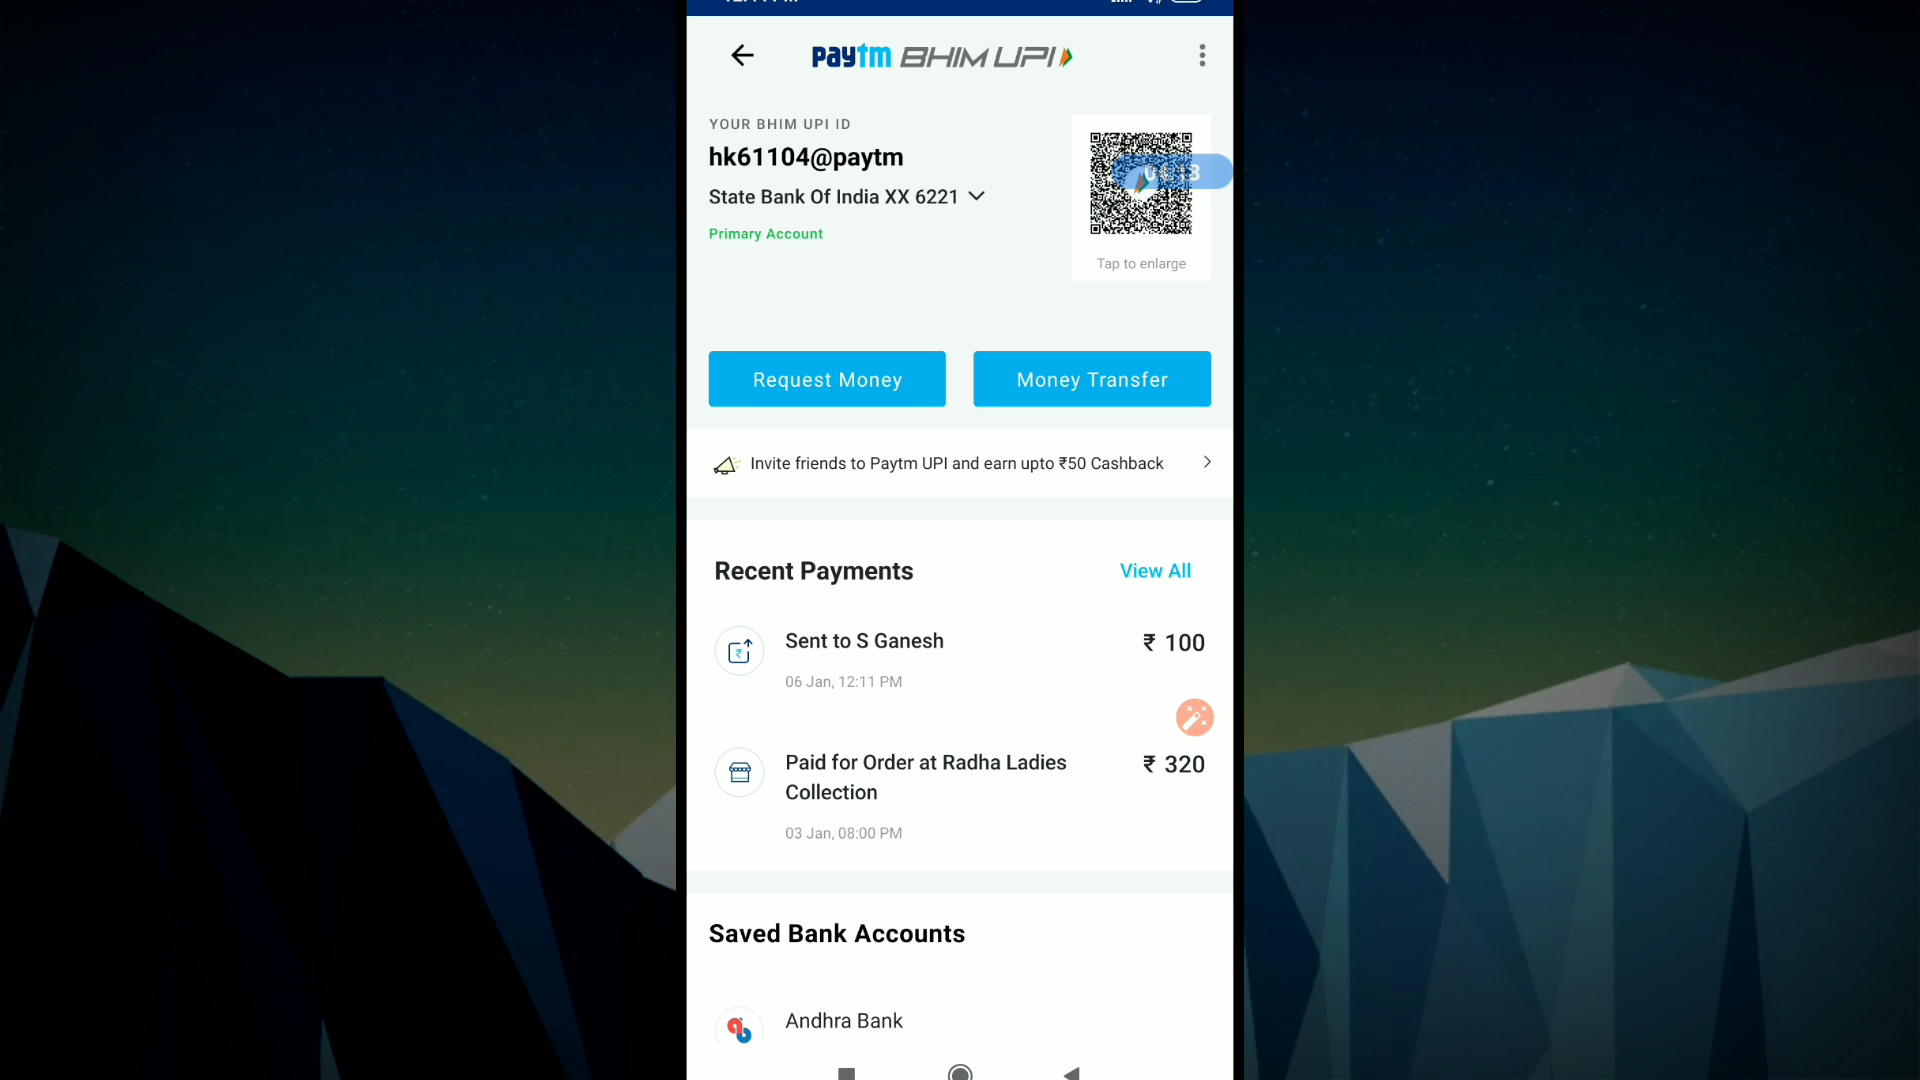 paytm BHIM UPI
YOUR BHIM UPI ID
hk61104@paytm
State Bank Of India XX 6221
Primary Account
Tap to enlarge
Request Money
Money Transfer
Invite friends to Paytm UPI and earn upto ₹50 Cashback
Recent Payments
View All
Sent to S Ganesh
₹ 100
06 Jan, 12:11 PM
Paid for Order at Radha Ladies
Collection
₹ 320
03 Jan, 08:00 PM
Saved Bank Accounts
Andhra Bank